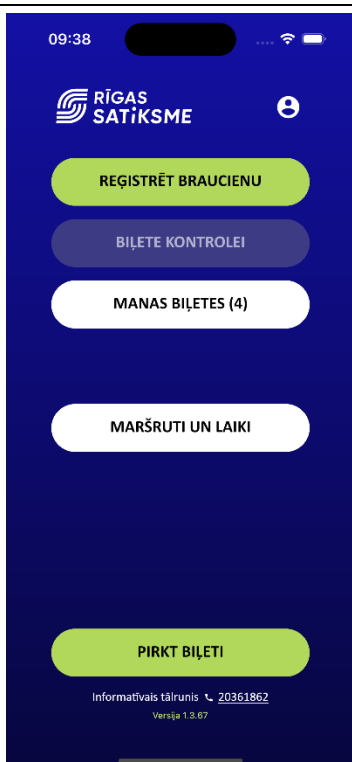 09:38
RĪGAS
SATiKSME
REĢISTRĒT BRAUCIENU
BIĻETE KONTROLEI
MANAS BIĻETES (4)
MARŠRUTI UN LAIKI
PIRKT BIĻETI
Informatīvais tālrunis 20361862
Versija 1.3.67